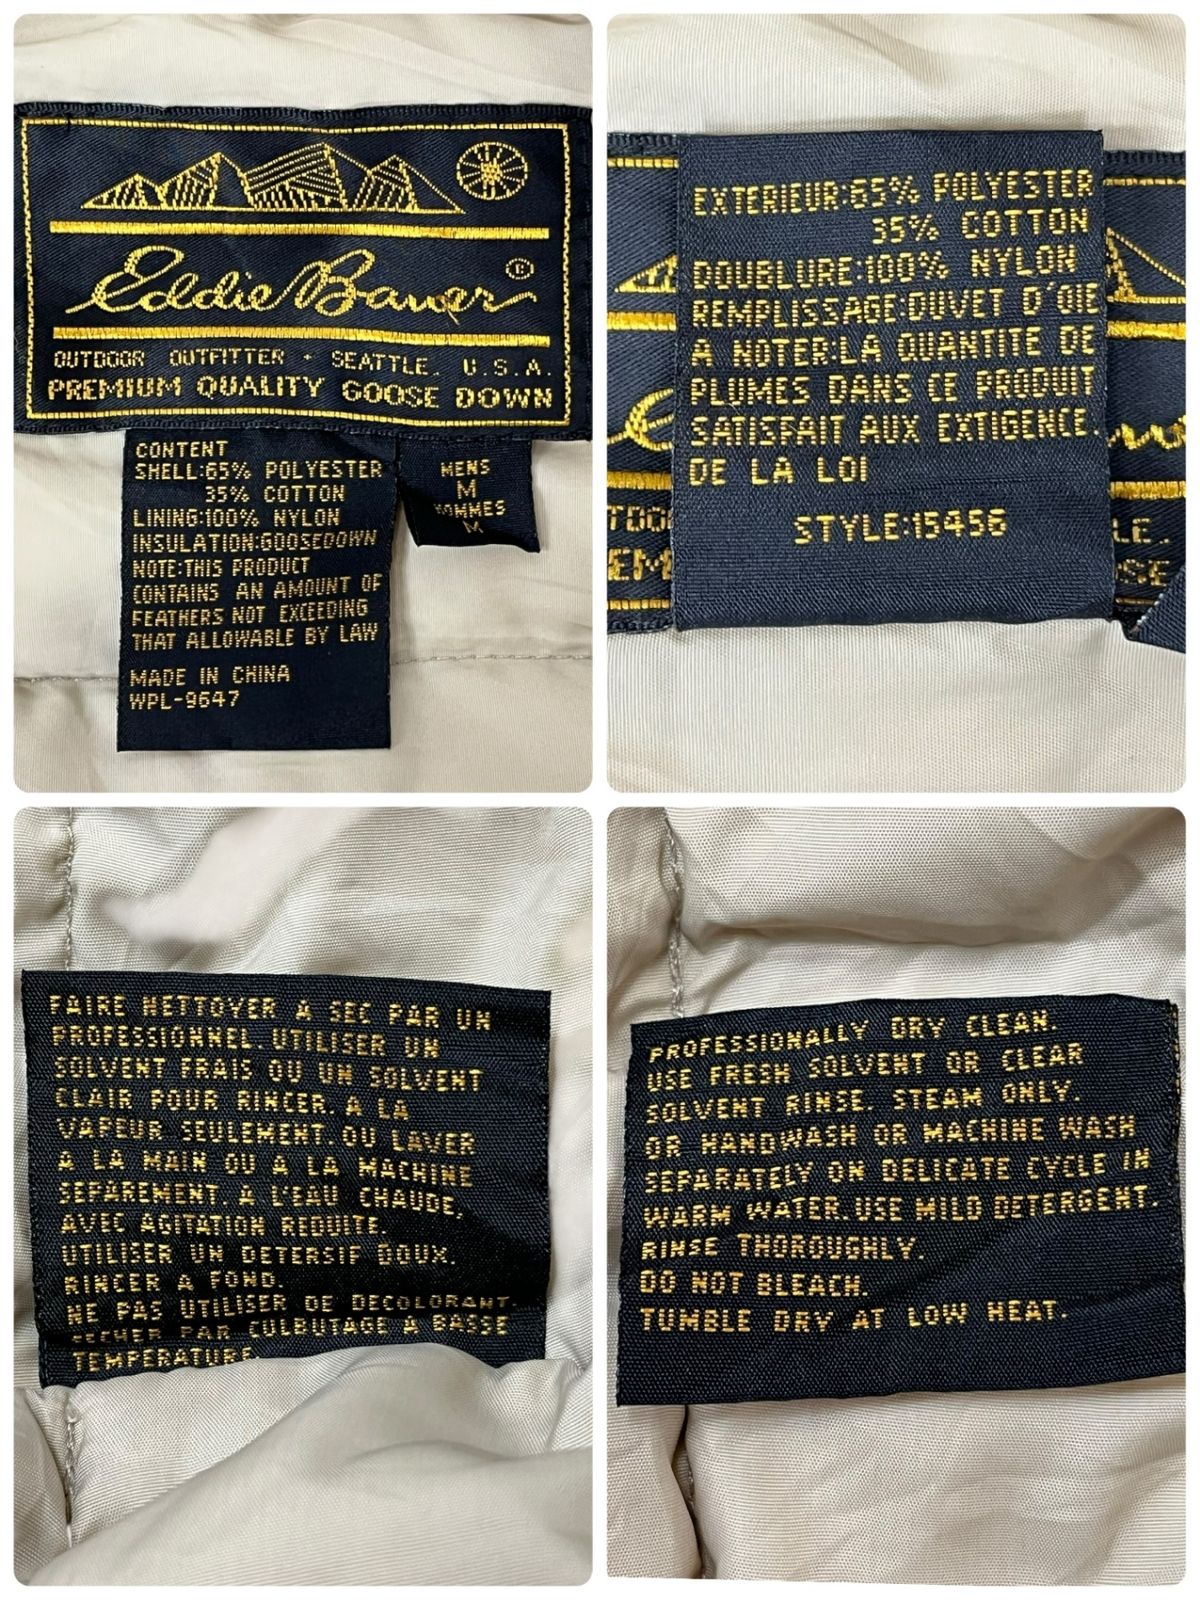 Eddie Bauer ®
OUTDOOR OUTFITTER · SEATTLE, U.S.A.
PREMIUM QUALITY GOOSE DOWN
CONTENT
SHELL:65% POLYESTER
35% COTTON
LINING:100% NYLON
INSULATION:GOOSEDOWN
NOTE:THIS PRODUCT
CONTAINS AN AMOUNT OF
FEATHERS NOT EXCEEDING
THAT ALLOWABLE BY LAW
MADE IN CHINA
WPL-9647
MENS
M
HOMMES
M
EXTERIEUR:65% POLYESTER
35% COTTON
DOUBLURE:100% NYLON
REMPLISSAGE:DUVET D'OIE
A NOTER:LA QUANTITE DE
PLUMES DANS CE PRODUIT
SATISFAIT AUX EXTIGENCE
DE LA LOI
STYLE:15456
FAIRE NETTOYER A SEC PAR UN
PROFESSIONNEL. UTILISER UN
SOLVENT FRAIS OU UN SOLVENT
CLAIR POUR RINCER. A LA
VAPEUR SEULEMENT. OU LAVER
A LA MAIN OU A LA MACHINE
SEPAREMENT. A L'EAU CHAUDE,
AVEC AGITATION REDUITE.
UTILISER UN DETERSIF DOUX.
RINCER A FOND.
NE PAS UTILISER DE DECOLORANT.
SECHER PAR CULBUTAGE A BASSE
TEMPERATURE
PROFESSIONALLY DRY CLEAN.
USE FRESH SOLVENT OR CLEAR
SOLVENT RINSE. STEAM ONLY.
OR HANDWASH OR MACHINE WASH
SEPARATELY ON DELICATE CYCLE IN
WARM WATER. USE MILD DETERGENT.
RINSE THOROUGHLY.
DO NOT BLEACH.
TUMBLE DRY AT LOW HEAT.